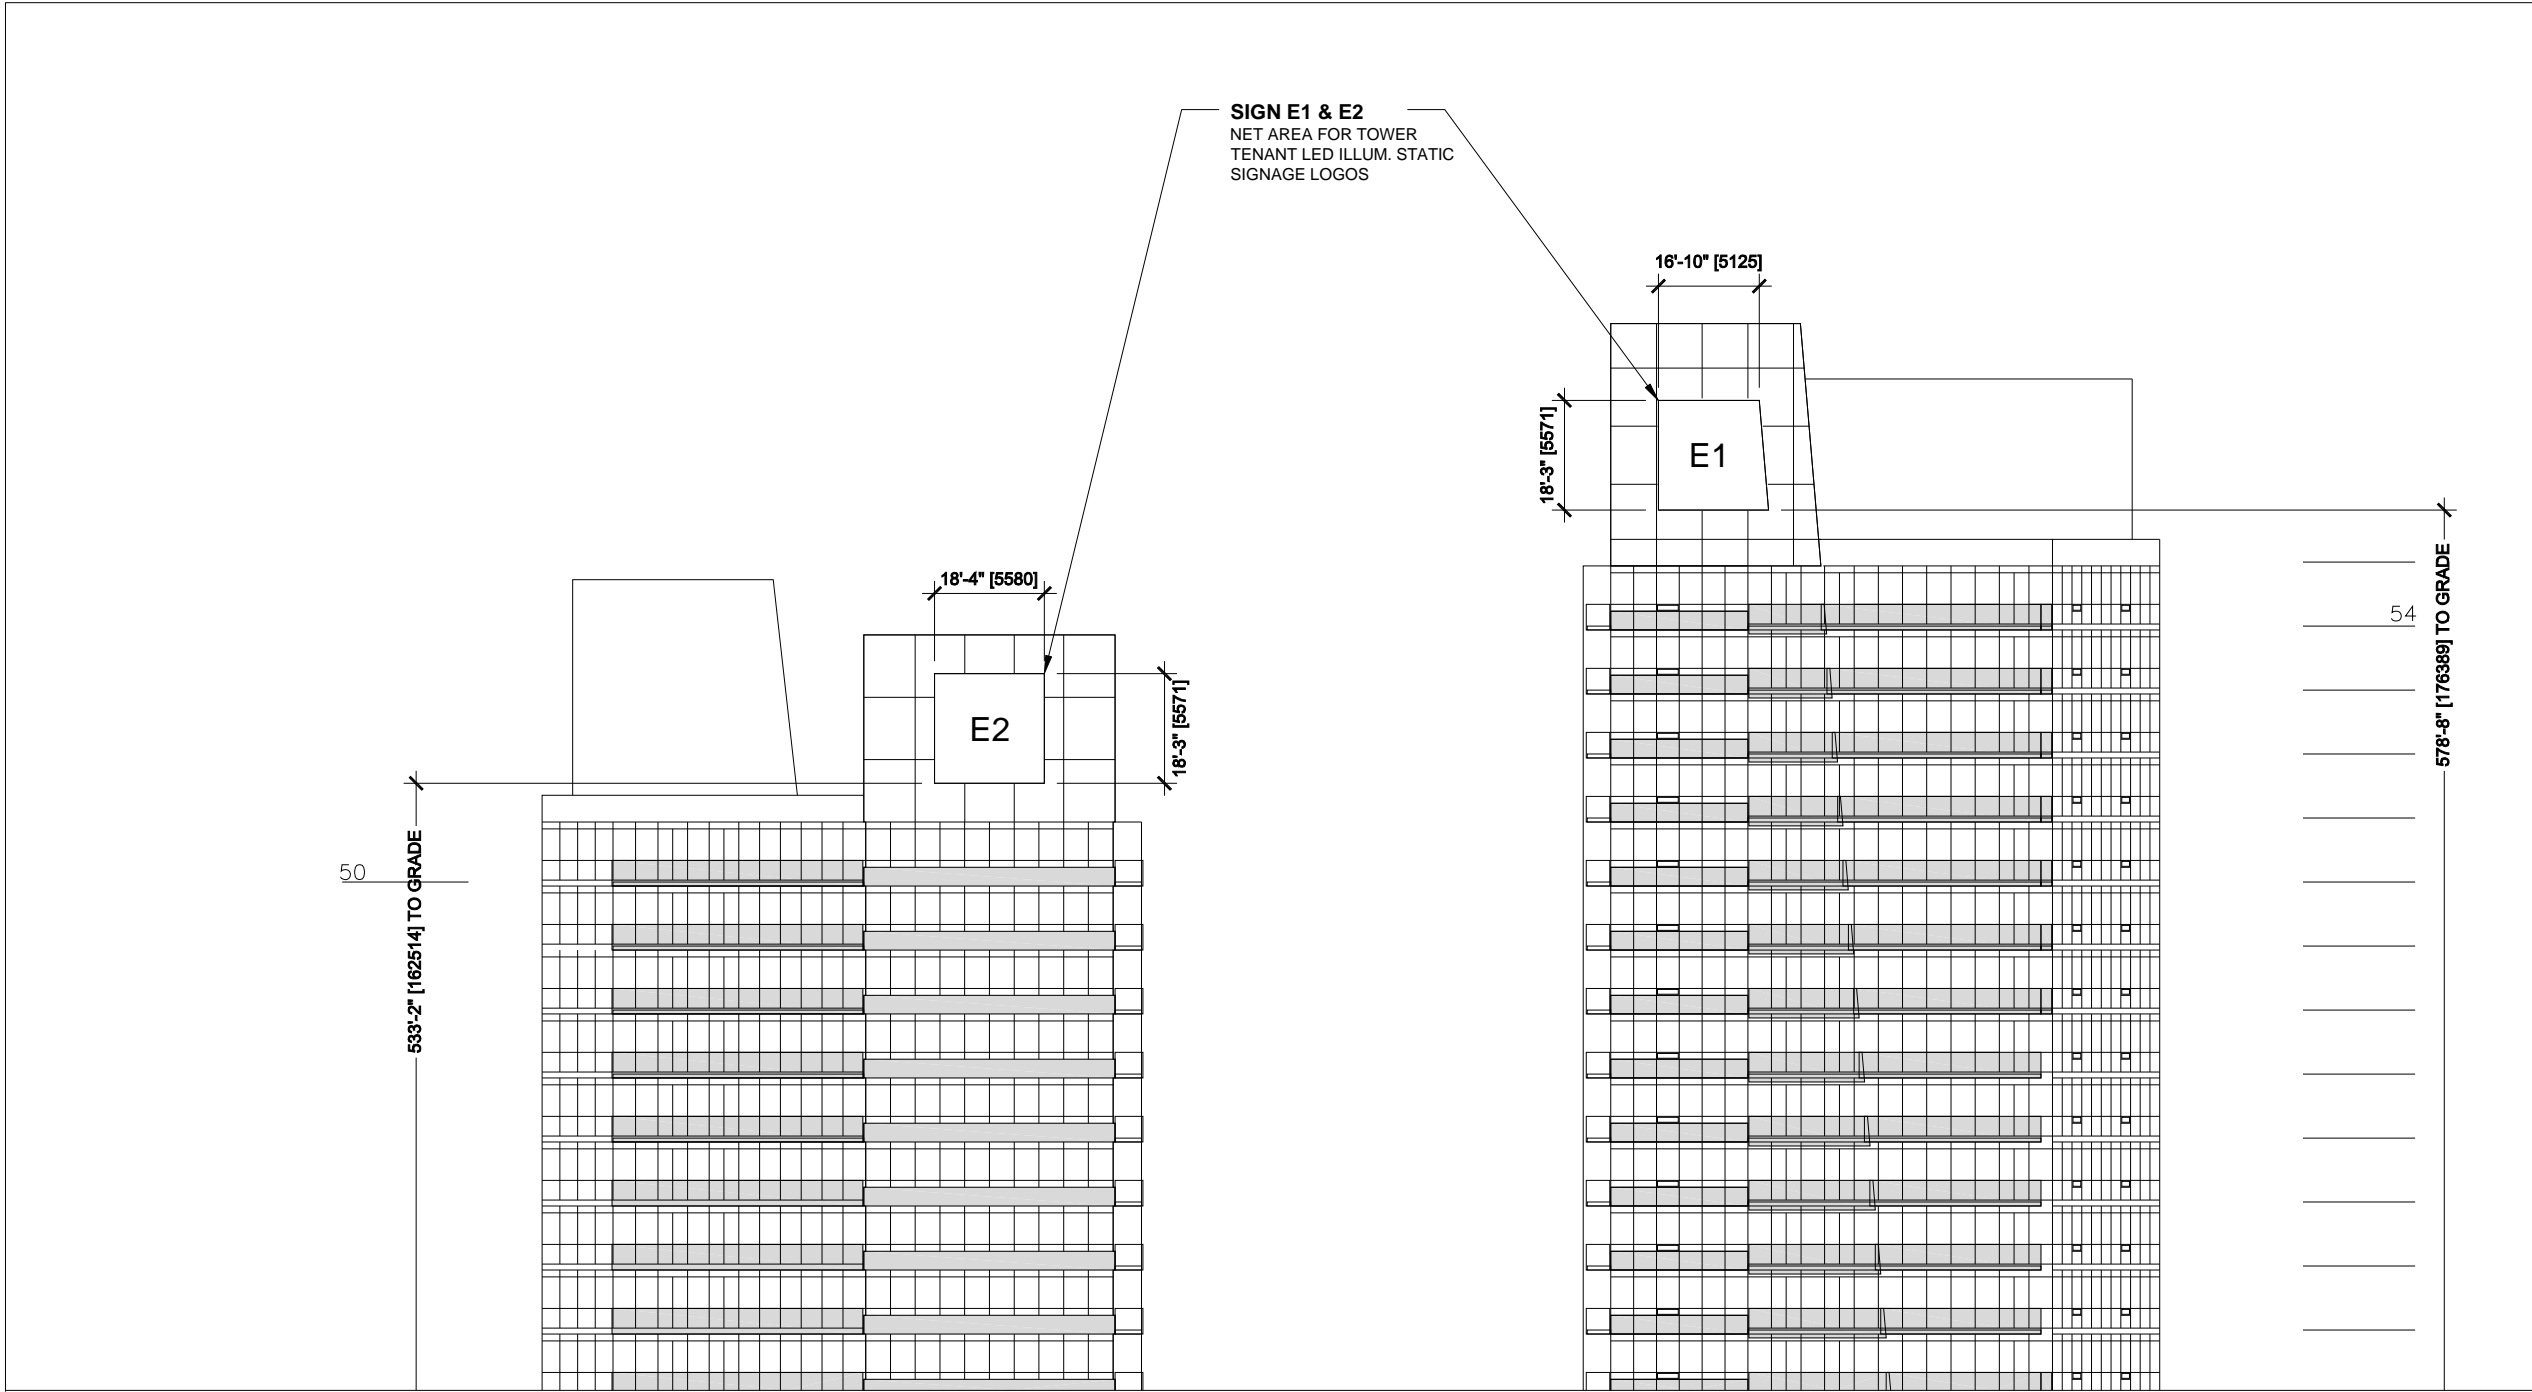 SIGN E1 & E2
NET AREA FOR TOWER
TENANT LED ILLUM. STATIC
SIGNAGE LOGOS
16'-10" [5125]
18'-3" [5571]
E1
578'-8" [176389] TO GRADE
54
18'-4" [5580]
E2
18'-3" [5571]
50
533'-2" [162514] TO GRADE